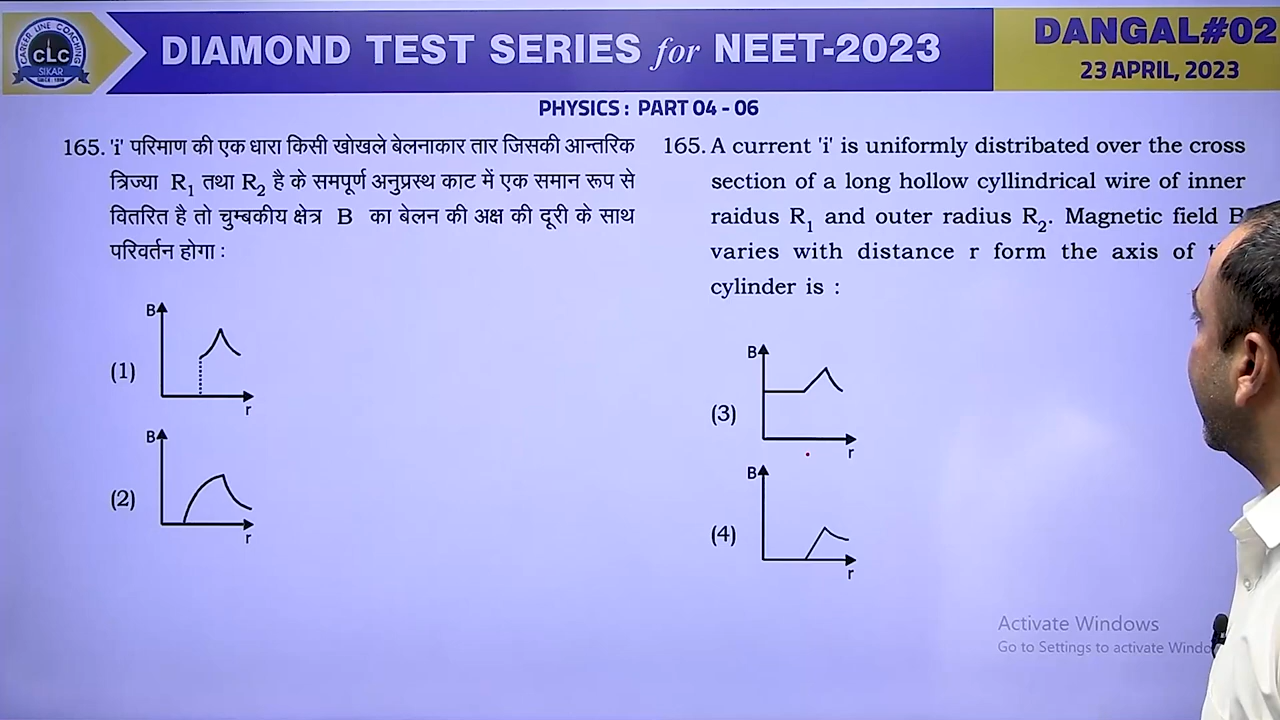 CAREER LINE COACHING
CLC
SIKAR
SINCE : 1996
DIAMOND TEST SERIES for NEET-2023
DANGAL#02
23 APRIL, 2023
PHYSICS : PART 04 - 06
165. 'i' परिमाण की एक धारा किसी खोखले बेलनाकार तार जिसकी आन्तरिक
त्रिज्या R₁ तथा R₂ है के समपूर्ण अनुप्रस्थ काट में एक समान रूप से
वितरित है तो चुम्बकीय क्षेत्र B का बेलन की अक्ष की दूरी के साथ
परिवर्तन होगा :
B
(1)
r
B
(2)
r
165. A current 'i' is uniformly distribated over the cross
section of a long hollow cyllindrical wire of inner
raidus R₁ and outer radius R₂. Magnetic field B
varies with distance r form the axis of
cylinder is :
B
(3)
r
B
(4)
r
Activate Windows
Go to Settings to activate